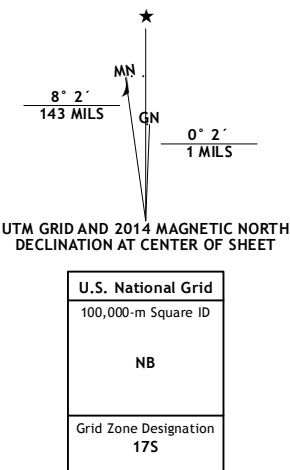 ★
MN
8° 2´
143 MILS
GN
0° 2´
1 MILS
UTM GRID AND 2014 MAGNETIC NORTH
DECLINATION AT CENTER OF SHEET
U.S. National Grid
100,000-m Square ID
NB
Grid Zone Designation
17S